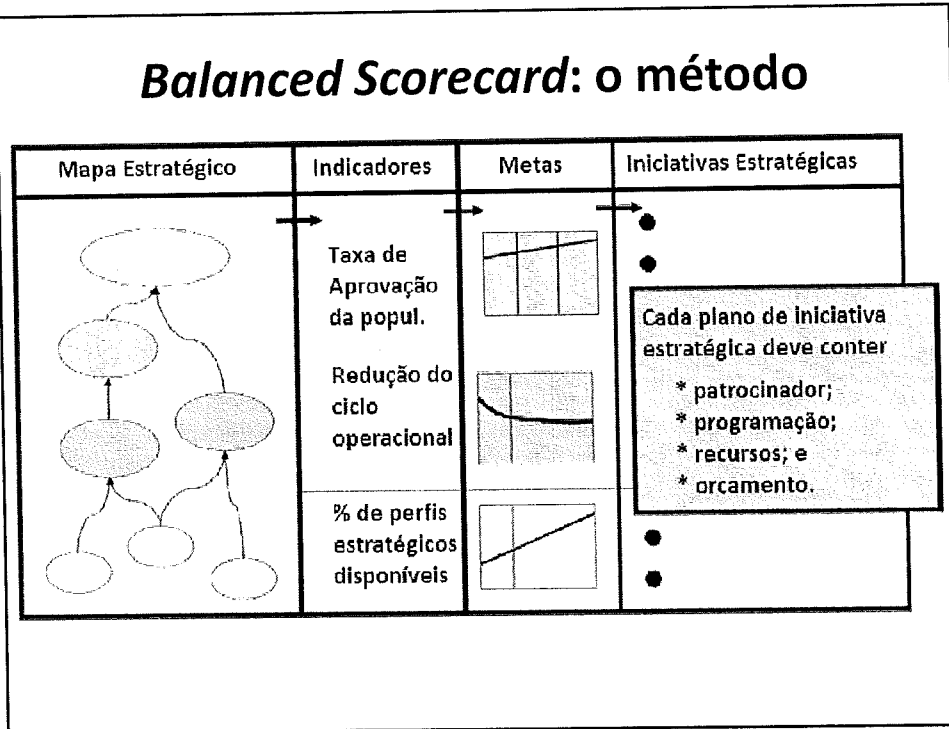 Balanced Scorecard: o método
Mapa Estratégico
Indicadores
Metas
Iniciativas Estratégicas
Taxa de
Aprovação
da popul.
Redução do
ciclo
operacional
% de perfis
estratégicos
disponíveis
Cada plano de iniciativa
estratégica deve conter
* patrocinador;
* programação;
* recursos; e
* orcamento.